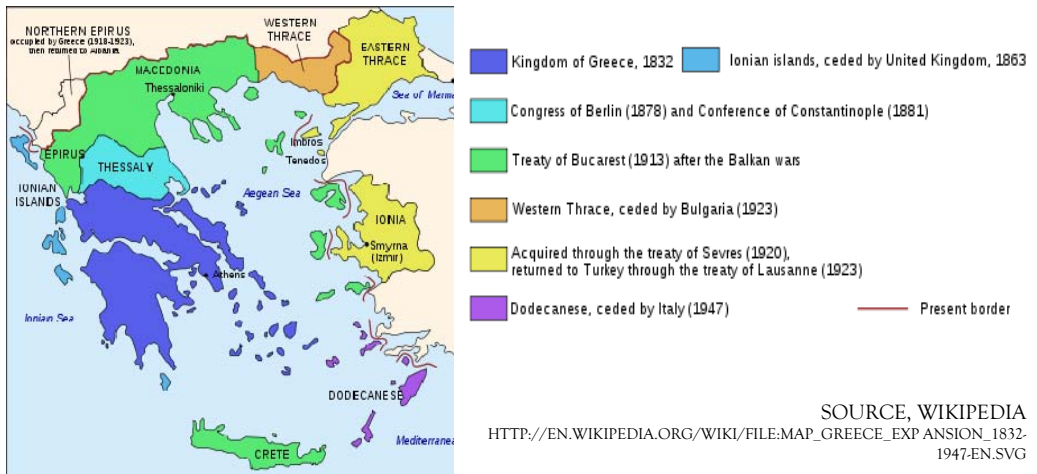 NORTHERN EPIRUS
occupied by Greece (1918-1923),
then returned to Albania.
WESTERN
THRACE
EASTERN
THRACE
MACEDONIA
Thessaloniki
Sea of Marma
Imbros
Tenedos
EPIRUS
THESSALY
IONIAN
ISLANDS
Aegean Sea
IONIA
Smyrna
(Izmir)
Athens
Ionian Sea
DODECANESE
Mediterranea
CRETE
Kingdom of Greece, 1832
Ionian islands, ceded by United Kingdom, 1863
Congress of Berlin (1878) and Conference of Constantinople (1881)
Treaty of Bucarest (1913) after the Balkan wars
Western Thrace, ceded by Bulgaria (1923)
Acquired through the treaty of Sevres (1920),
returned to Turkey through the treaty of Lausanne (1923)
Dodecanese, ceded by Italy (1947)
Present border
SOURCE, WIKIPEDIA
HTTP://EN.WIKIPEDIA.ORG/WIKI/FILE:MAP_GREECE_EXP ANSION_1832-
1947-EN.SVG